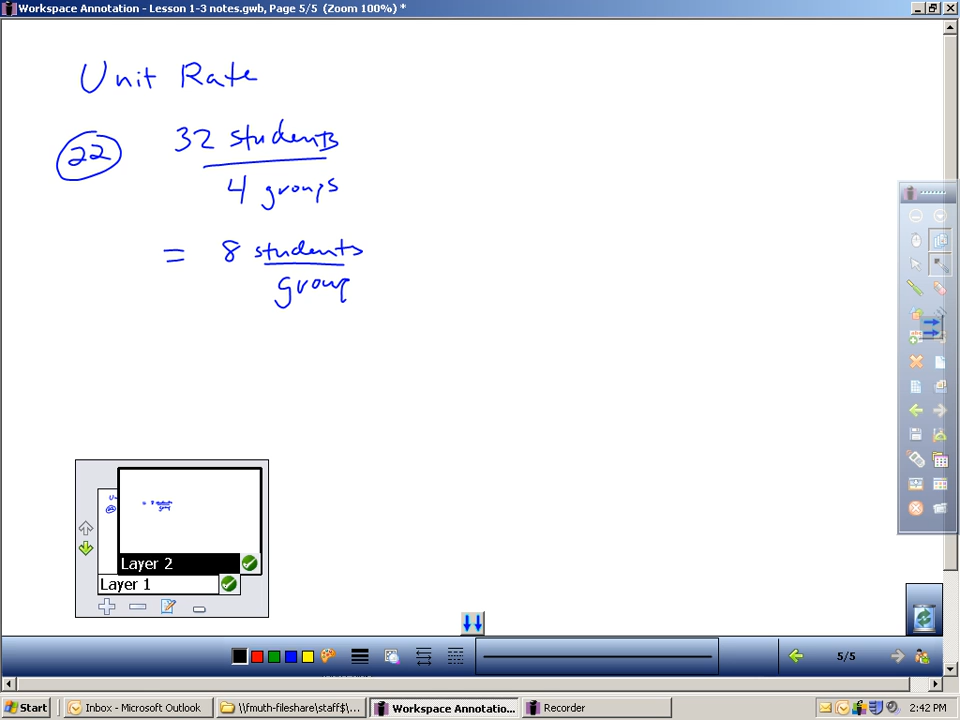 Workspace Annotation - Lesson 1-3 notes.gwb, Page 5/5 (Zoom 100%) *
Unit Rate
22
32 students
4 groups
= 8 students
group
Layer 2
Layer 1
5/5
Start
Inbox - Microsoft Outlook
\\fmuth-fileshare\staff$\...
Workspace Annotatio...
Recorder
2:42 PM